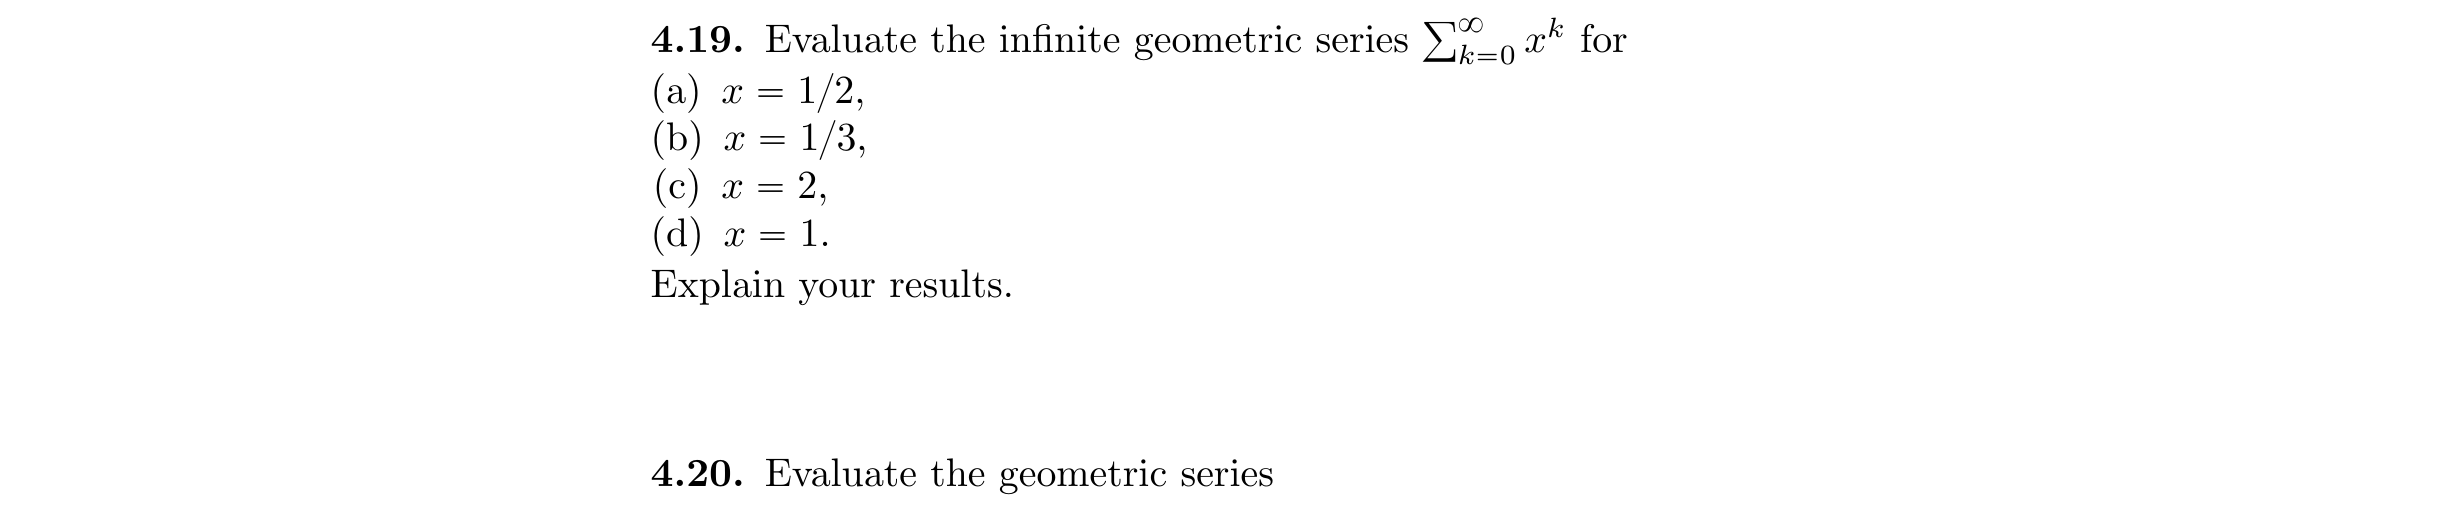 4.19. Evaluate the infinite geometric series $\sum_{k=0}^{\infty} x^k$ for
(a) x = 1/2,
(b) x = 1/3,
(c) x = 2,
(d) x = 1.
Explain your results.
4.20. Evaluate the geometric series